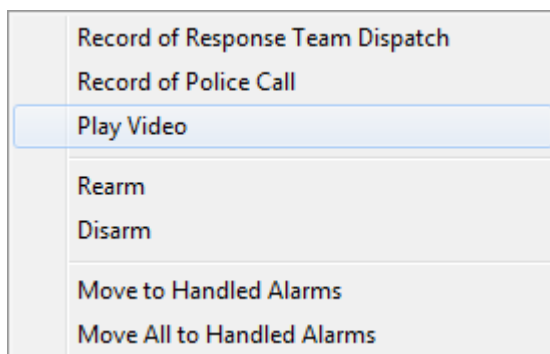 Record of Response Team Dispatch
Record of Police Call
Play Video
Rearm
Disarm
Move to Handled Alarms
Move All to Handled Alarms